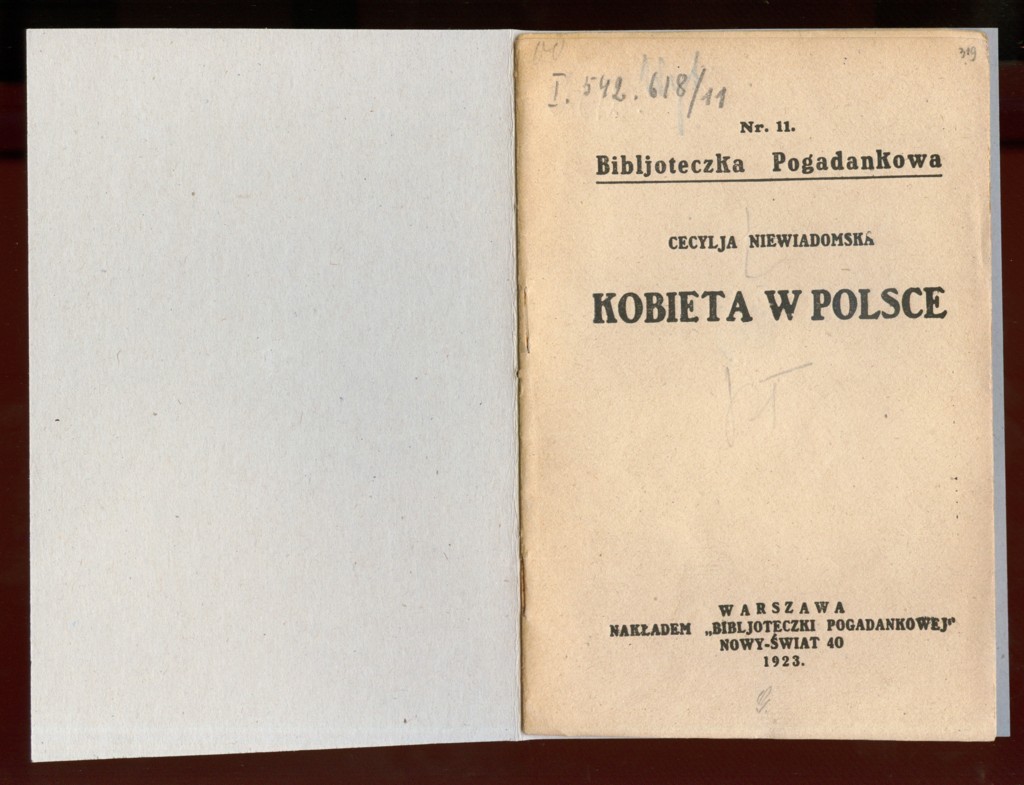 319
I. 542.618/11
Nr. 11.
Bibljoteczka Pogadankowa
CECYLJA NIEWIADOMSKA
KOBIETA W POLSCE
WARSZAWA
NAKŁADEM „BIBLJOTECZKI POGADANKOWEJ"
NOWY-ŚWIAT 40
1923.